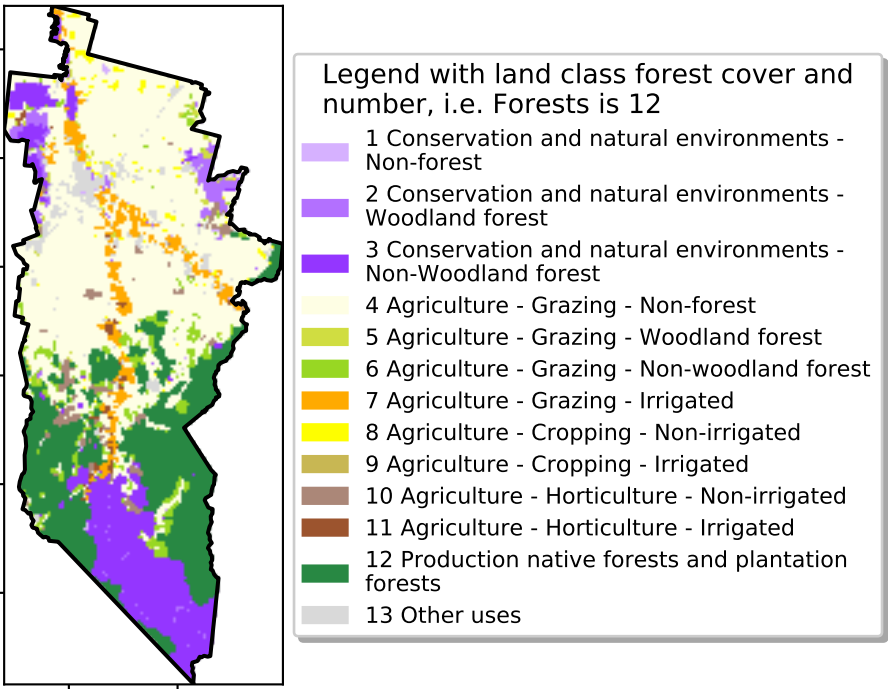 Legend with land class forest cover and
number, i.e. Forests is 12
1 Conservation and natural environments -
Non-forest
2 Conservation and natural environments -
Woodland forest
3 Conservation and natural environments -
Non-Woodland forest
4 Agriculture - Grazing - Non-forest
5 Agriculture - Grazing - Woodland forest
6 Agriculture - Grazing - Non-woodland forest
7 Agriculture - Grazing - Irrigated
8 Agriculture - Cropping - Non-irrigated
9 Agriculture - Cropping - Irrigated
10 Agriculture - Horticulture - Non-irrigated
11 Agriculture - Horticulture - Irrigated
12 Production native forests and plantation
forests
13 Other uses